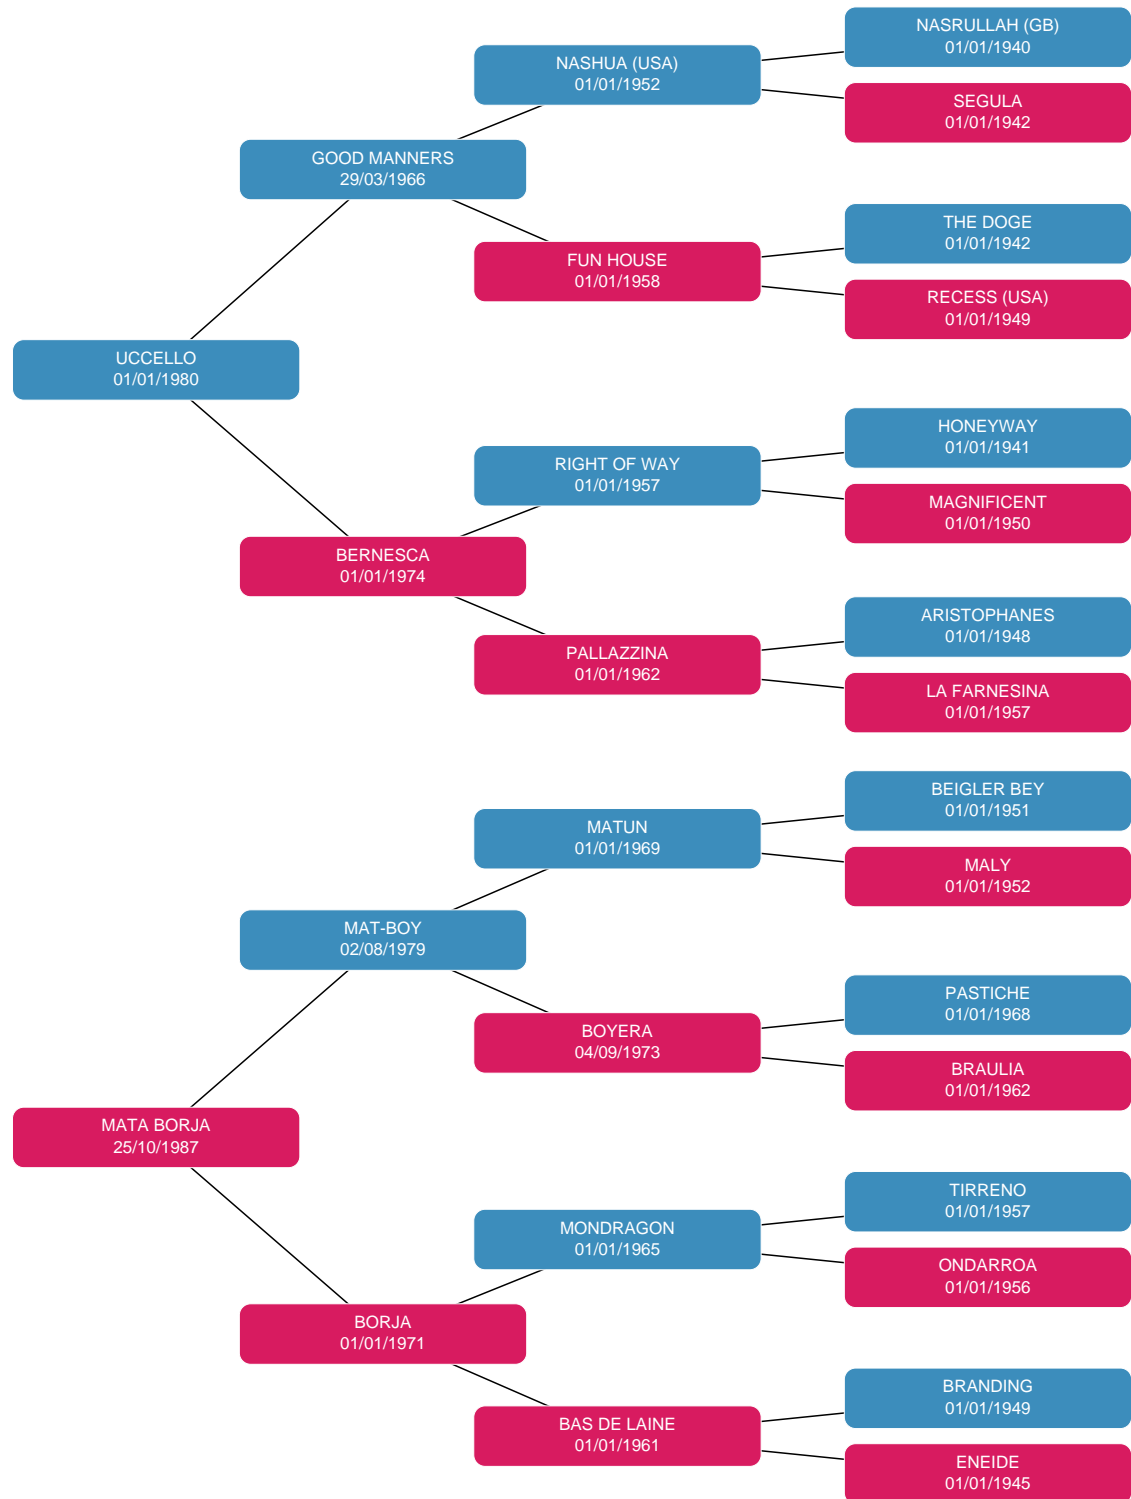 NASRULLAH (GB)
01/01/1940
NASHUA (USA)
01/01/1952
SEGULA
01/01/1942
GOOD MANNERS
29/03/1966
THE DOGE
01/01/1942
FUN HOUSE
01/01/1958
RECESS (USA)
01/01/1949
UCCELLO
01/01/1980
HONEYWAY
01/01/1941
RIGHT OF WAY
01/01/1957
MAGNIFICENT
01/01/1950
BERNESCA
01/01/1974
ARISTOPHANES
01/01/1948
PALLAZZINA
01/01/1962
LA FARNESINA
01/01/1957
BEIGLER BEY
01/01/1951
MATUN
01/01/1969
MALY
01/01/1952
MAT-BOY
02/08/1979
PASTICHE
01/01/1968
BOYERA
04/09/1973
BRAULIA
01/01/1962
MATA BORJA
25/10/1987
TIRRENO
01/01/1957
MONDRAGON
01/01/1965
ONDARROA
01/01/1956
BORJA
01/01/1971
BRANDING
01/01/1949
BAS DE LAINE
01/01/1961
ENEIDE
01/01/1945